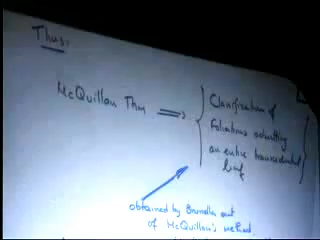 Thus:
McQuillan Thm ⟹
Classification of
Foliations admitting
an entire transcendental
leaf
obtained by Brunella out
of McQuillan's method.